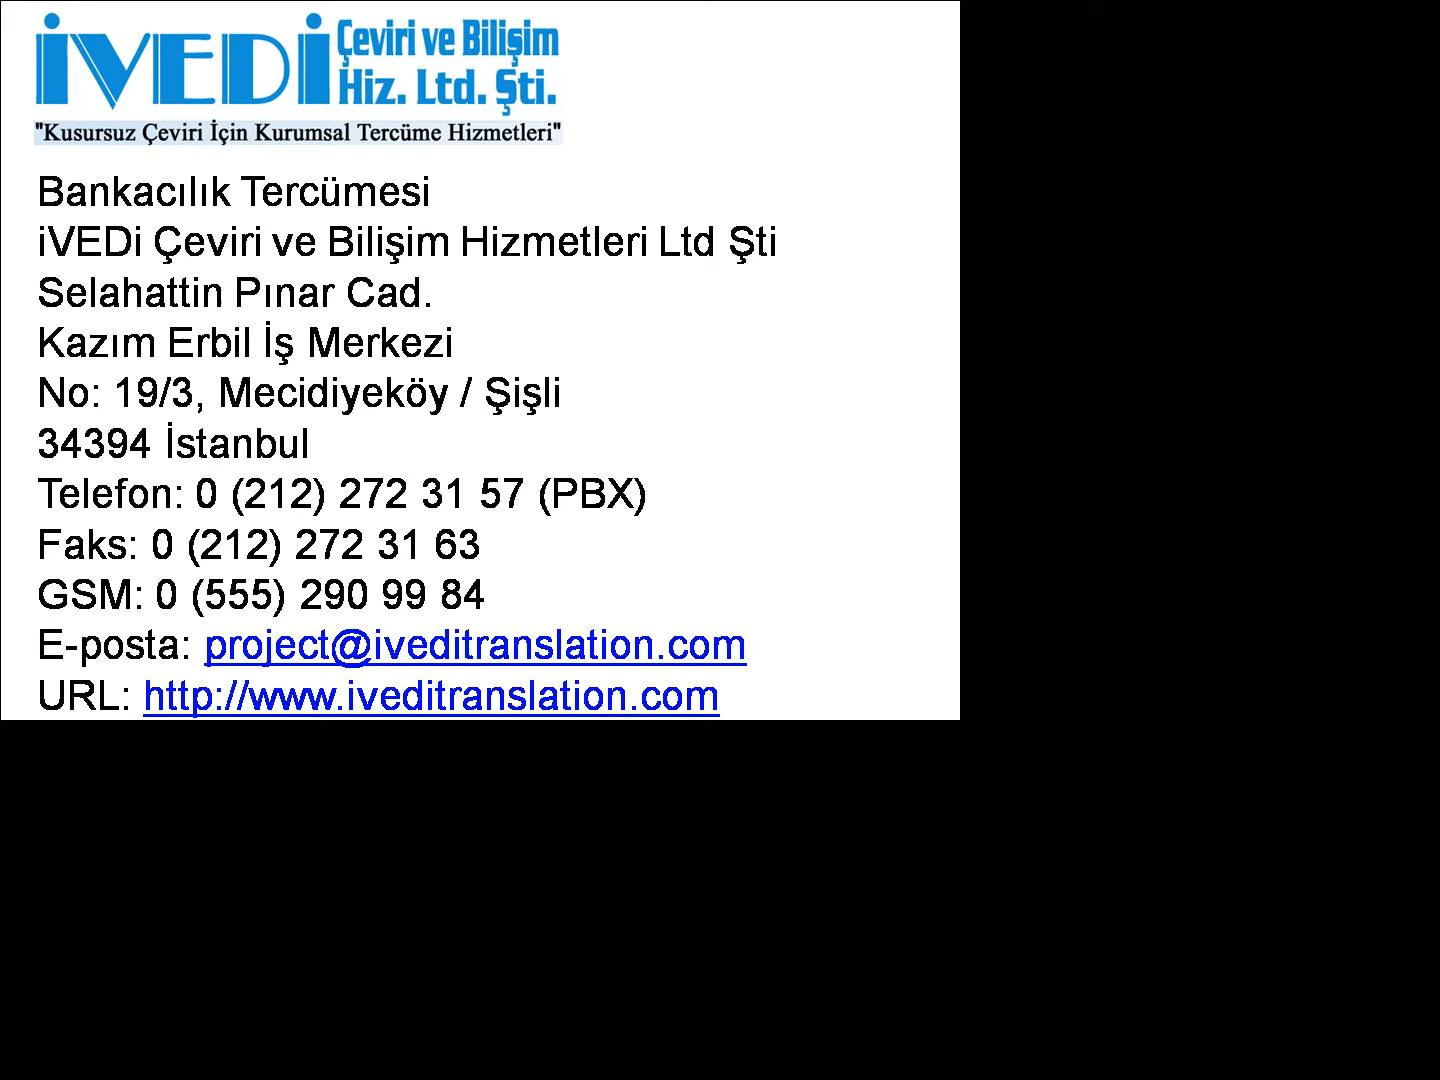 İVEDİ Çeviri ve Bilişim
Hiz. Ltd. Şti.
"Kusursuz Çeviri İçin Kurumsal Tercüme Hizmetleri"
Bankacılık Tercümesi
iVEDi Çeviri ve Bilişim Hizmetleri Ltd Şti
Selahattin Pınar Cad.
Kazım Erbil İş Merkezi
No: 19/3, Mecidiyeköy / Şişli
34394 İstanbul
Telefon: 0 (212) 272 31 57 (PBX)
Faks: 0 (212) 272 31 63
GSM: 0 (555) 290 99 84
E-posta: project@iveditranslation.com
URL: http://www.iveditranslation.com